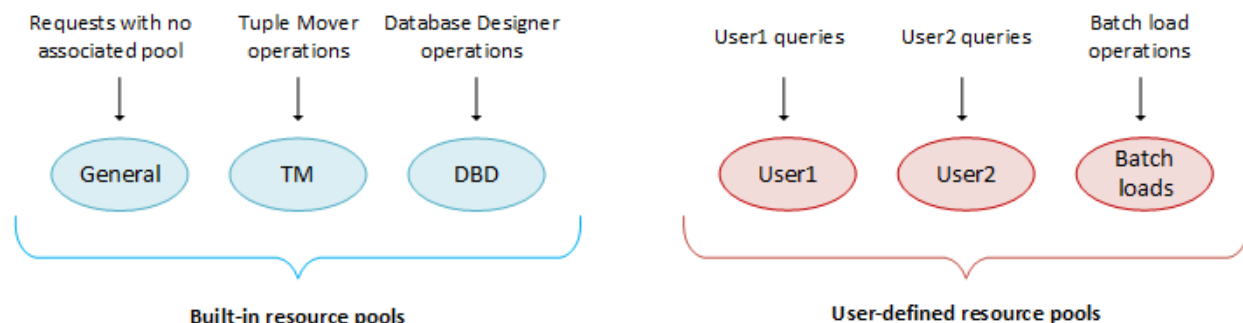 Requests with no
associated pool
Tuple Mover
operations
Database Designer
operations
User1 queries
User2 queries
Batch load
operations
General
TM
DBD
User1
User2
Batch
loads
Built-in resource pools
User-defined resource pools